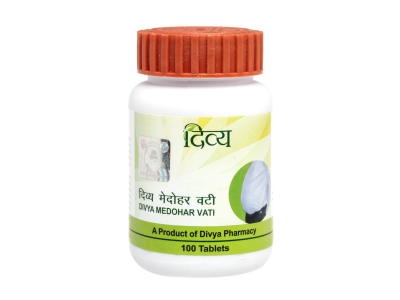 दिव्य
दिव्य मेदोहर वटी
DIVYA MEDOHAR VATI
A Product of Divya Pharmacy
100 Tablets